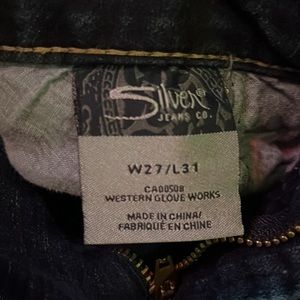 Silver
JEANS CO.
W27/L31
CA00508
WESTERN GLOVE WORKS
MADE IN CHINA/
FABRIQUÉ EN CHINE